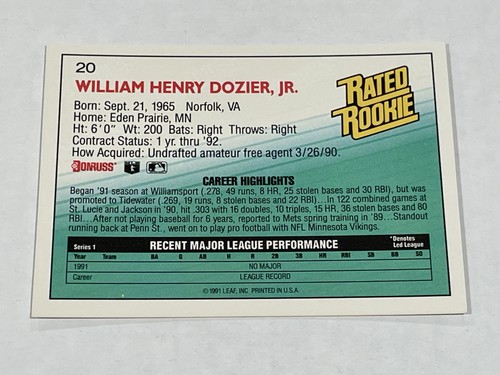 20
WILLIAM HENRY DOZIER, JR.
RATED
ROOKIE
Born: Sept. 21, 1965 Norfolk, VA
Home: Eden Prairie, MN
Ht: 6'0" Wt: 200 Bats: Right Throws: Right
Contract Status: 1 yr. thru '92.
How Acquired: Undrafted amateur free agent 3/26/90.
DONRUSS
CAREER HIGHLIGHTS
Began '91 season at Williamsport (.278, 49 runs, 8 HR, 25 stolen bases and 30 RBI), but was
promoted to Tidewater (.269, 19 runs, 8 stolen bases and 22 RBI)...In 122 combined games at
St. Lucie and Jackson in '90, hit .303 with 16 doubles, 10 triples, 15 HR, 36 stolen bases and 80
RBI...After not playing baseball for 6 years, reported to Mets spring training in '89...Standout
running back at Penn St., went on to play pro football with NFL Minnesota Vikings.
Series 1 RECENT MAJOR LEAGUE PERFORMANCE *Denotes
Led League
Year Team BA G AB H R 2B 3B HR RBI SB BB SO
1991 NO MAJOR
Career LEAGUE RECORD
© 1991 LEAF, INC. PRINTED IN U.S.A.